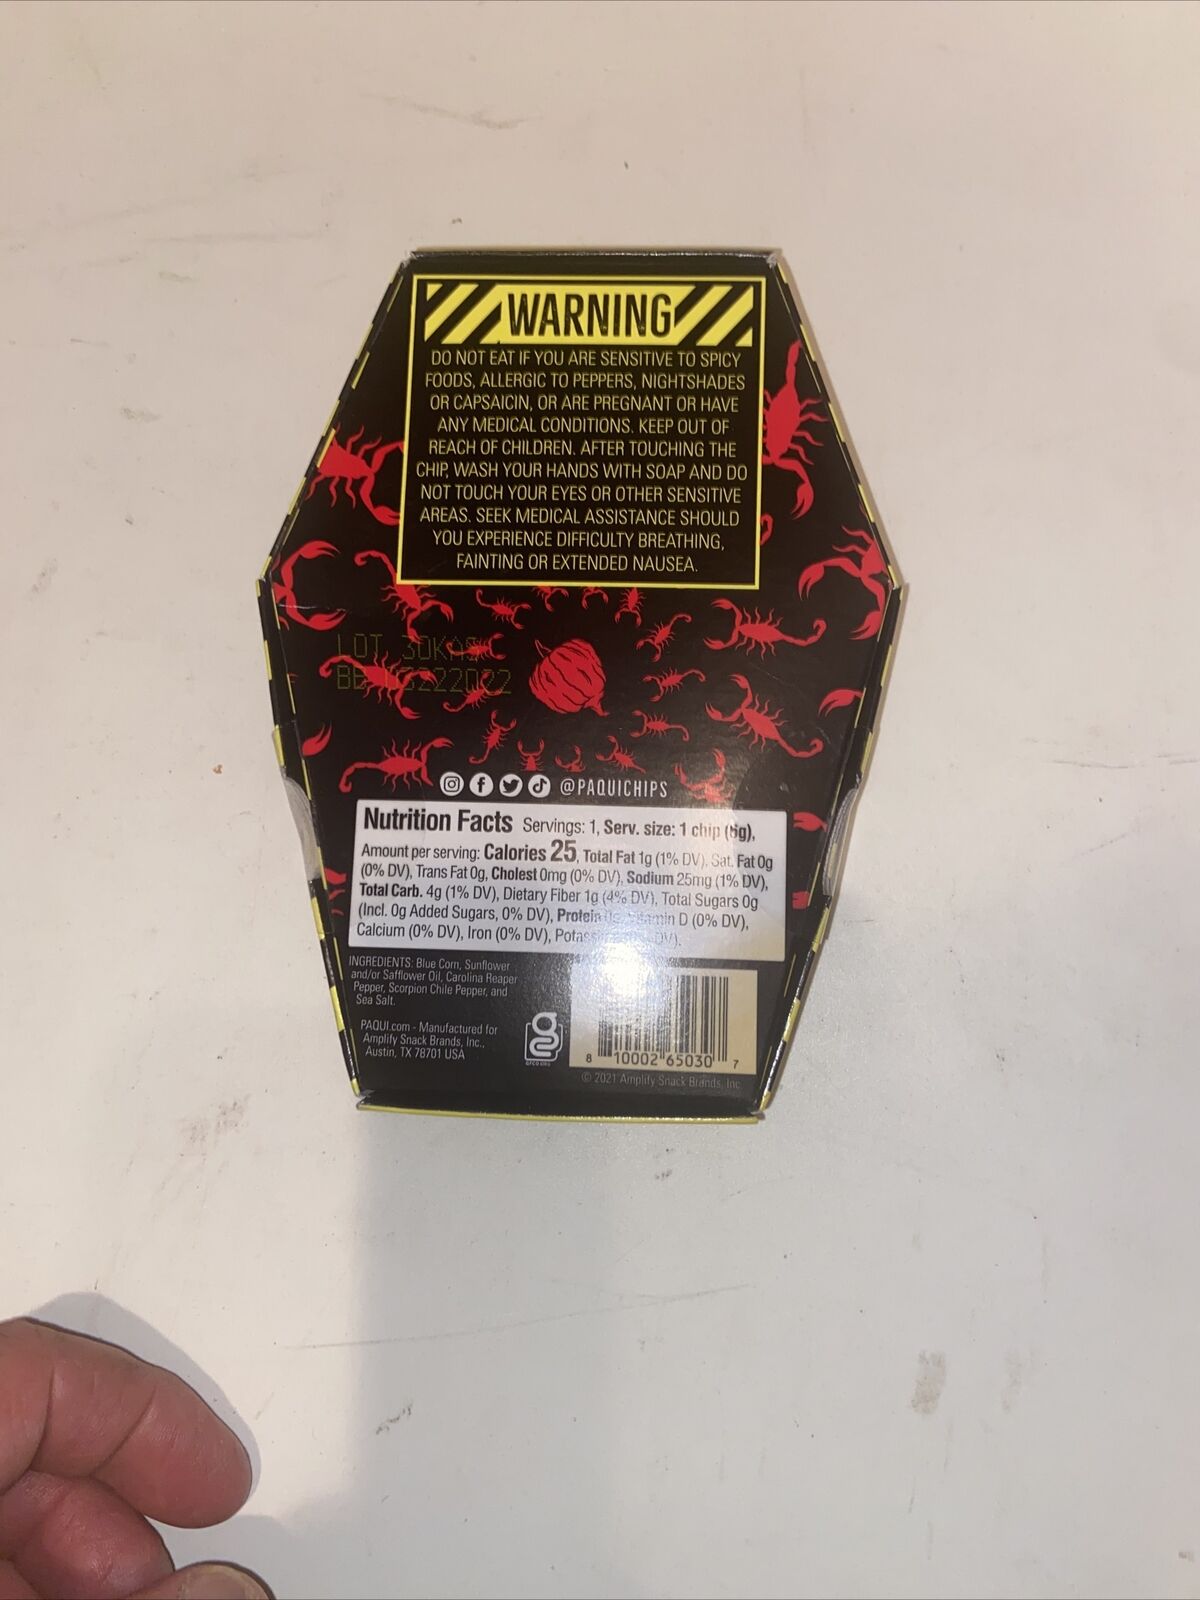 WARNING
DO NOT EAT IF YOU ARE SENSITIVE TO SPICY
FOODS, ALLERGIC TO PEPPERS, NIGHTSHADES
OR CAPSAICIN, OR ARE PREGNANT OR HAVE
ANY MEDICAL CONDITIONS. KEEP OUT OF
REACH OF CHILDREN. AFTER TOUCHING THE
CHIP, WASH YOUR HANDS WITH SOAP AND DO
NOT TOUCH YOUR EYES OR OTHER SENSITIVE
AREAS. SEEK MEDICAL ASSISTANCE SHOULD
YOU EXPERIENCE DIFFICULTY BREATHING,
FAINTING OR EXTENDED NAUSEA.
LOT
@PAQUICHIPS
Nutrition Facts Servings: 1, Serv. size: 1 chip
Amount per serving: Calories 25, Total Fat 1g (1% DV), Sat. Fat 0g
(0% DV), Trans Fat 0g, Cholest 0mg (0% DV), Sodium 25mg (1% DV),
Total Carb. 4g (1% DV), Dietary Fiber 1g (4% DV), Total Sugars 0g
(Incl. 0g Added Sugars, 0% DV), Protein D (0% DV),
Calcium (0% DV), Iron (0% DV), DV).
INGREDIENTS: Blue Corn, Sunflower
and/or Safflower Oil, Carolina Reaper
Pepper, Scorpion Chile Pepper, and
Sea Salt.
PAQUI.com - Manufactured for
Amplify Snack Brands, Inc.,
Austin, TX 78701 USA
8 10002 65030 7
© 2021 Amplify Snack Brands, Inc.